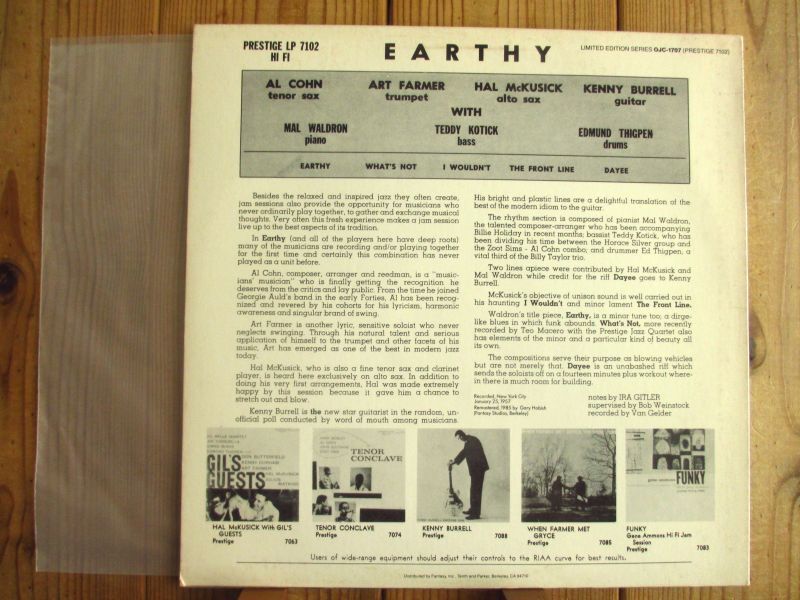 PRESTIGE LP 7102
HI FI
EARTHY
LIMITED EDITION SERIES OJC-1707 (PRESTIGE 7102)
AL COHN
tenor sax
ART FARMER
trumpet
HAL McKUSICK
alto sax
KENNY BURRELL
guitar
WITH
MAL WALDRON
piano
TEDDY KOTICK
bass
EDMUND THIGPEN
drums
EARTHY WHAT'S NOT I WOULDN'T THE FRONT LINE DAYEE
Besides the relaxed and inspired jazz they often create,
jam sessions also provide the opportunity for musicians who
never ordinarily play together, to gather and exchange musical
thoughts. Very often this fresh experience makes a jam session
live up to the best aspects of its tradition.
In Earthy (and all of the players here have deep roots)
many of the musicians are recording and/or playing together
for the first time and certainly this combination has never
played as a unit before.
Al Cohn, composer, arranger and reedman, is a "music-
ians' musician" who is finally getting the recognition he
deserves from the critics and lay public. From the time he joined
Georgie Auld's band in the early Forties, Al has been recog-
nized and revered by his cohorts for his lyricism, harmonic
awareness and singular brand of swing.
Art Farmer is another lyric, sensitive soloist who never
neglects swing. Through his natural talent and serious
application of himself to the trumpet and other facets of his
music, Art has emerged as one of the best in modern jazz
today.
Hal McKusick, who is also a fine tenor sax and clarinet
player, is heard here exclusively on alto sax. In addition to
doing his very first arrangements, Hal was made extremely
happy by this session because it gave him a chance to
stretch out and blow.
Kenny Burrell is the new star guitarist in the random, un-
official poll conducted by word of mouth among musicians.
His bright and plastic lines are a delightful translation of the
best of the modern idiom to the guitar.
The rhythm section is composed of pianist Mal Waldron,
the talented composer-arranger who has been accompanying
Billie Holiday in recent months; bassist Teddy Kotick, who has
been dividing his time between the Horace Silver group and
the Zoot Sims - Al Cohn combo; and drummer Ed Thigpen, a
vital third of the Billy Taylor trio.
Two lines apiece were contributed by Hal McKusick and
Mal Waldron while credit for the riff Dayee goes to Kenny
Burrell.
McKusick's objective of unison sound is well carried out in
his haunting I Wouldn't and minor lament The Front Line.
Waldron's title piece, Earthy, is a minor tune too; a dirge-
like blues in which funk abounds. What's Not, more recently
recorded by Teo Macero with the Prestige Jazz Quartet also
has elements of the minor and a particular kind of beauty all
its own.
The compositions serve their purpose as blowing vehicles
but are not merely that. Dayee is an unabashed riff which
sends the soloists off on a fourteen minutes plus workout where-
in there is much room for building.
Recorded, New York City
January 25, 1957
Remastered, 1985 by Gary Hobish
(Fantasy Studios, Berkeley)
notes by IRA GITLER
supervised by Bob Weinstock
recorded by Van Gelder
GIL'S
GUESTS
TENOR
CONCLAVE
FUNKY
HAL McKUSICK With GIL'S
GUESTS
Prestige 7063
TENOR CONCLAVE
Prestige 7074
KENNY BURRELL
Prestige 7088
WHEN FARMER MET
GRYCE
Prestige 7085
FUNKY
Gene Ammons Hi Fi Jam
Session
Prestige 7083
Users of wide-range equipment should adjust their controls to the RIAA curve for best results.
Distributed by Fantasy, Inc., Tenth and Parker, Berkeley, CA 94710